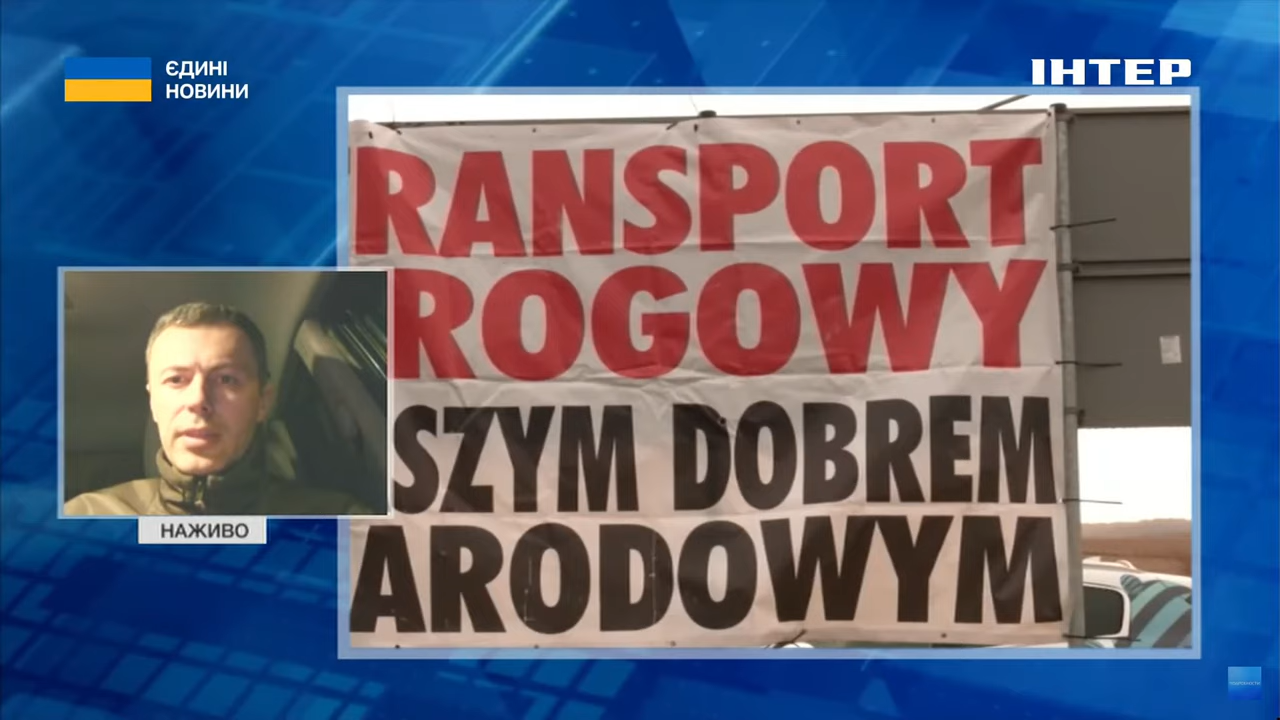 ЄДИНІ
НОВИНИ
ІНТЕР
RANSPORT
ROGOWY
SZYM DOBREM
ARODOWYM
НАЖИВО